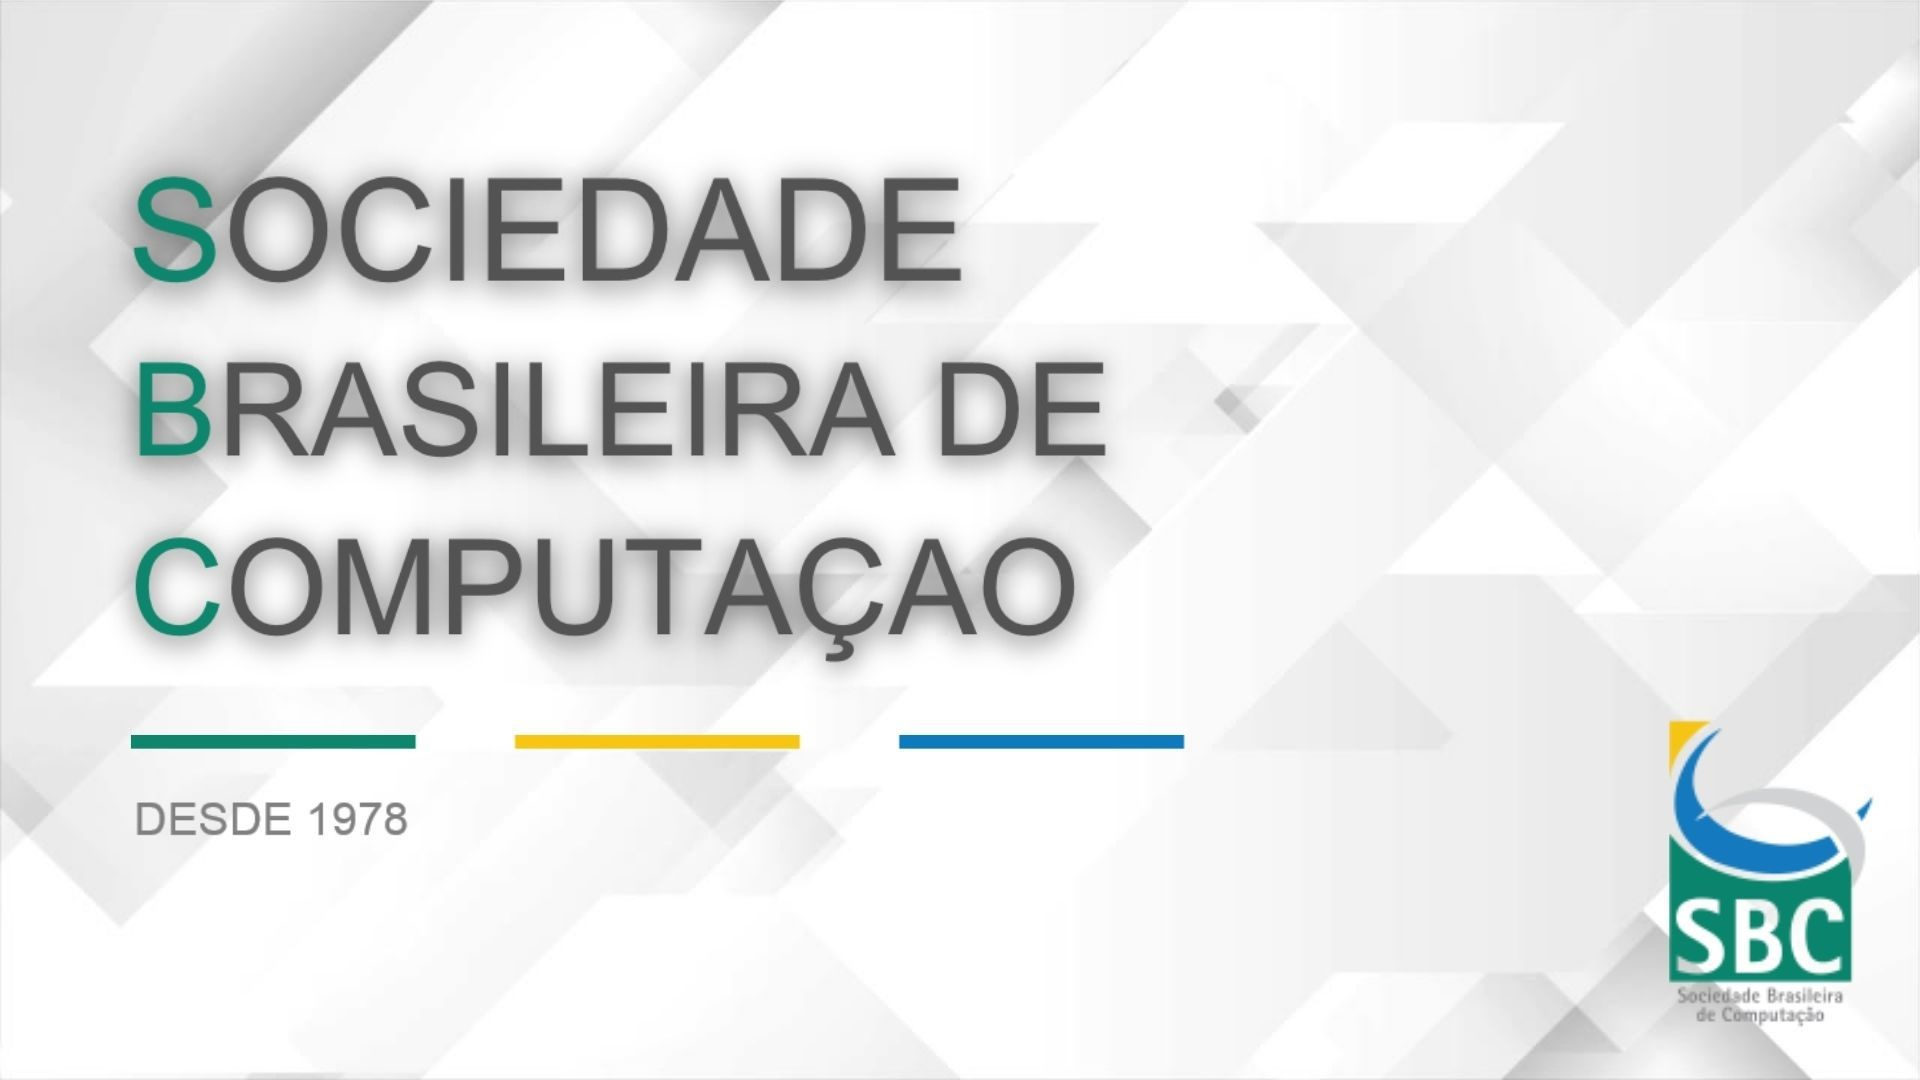 SOCIEDADE
BRASILEIRA DE
COMPUTAÇAO
DESDE 1978
SBC
Sociedade Brasileira
de Computação